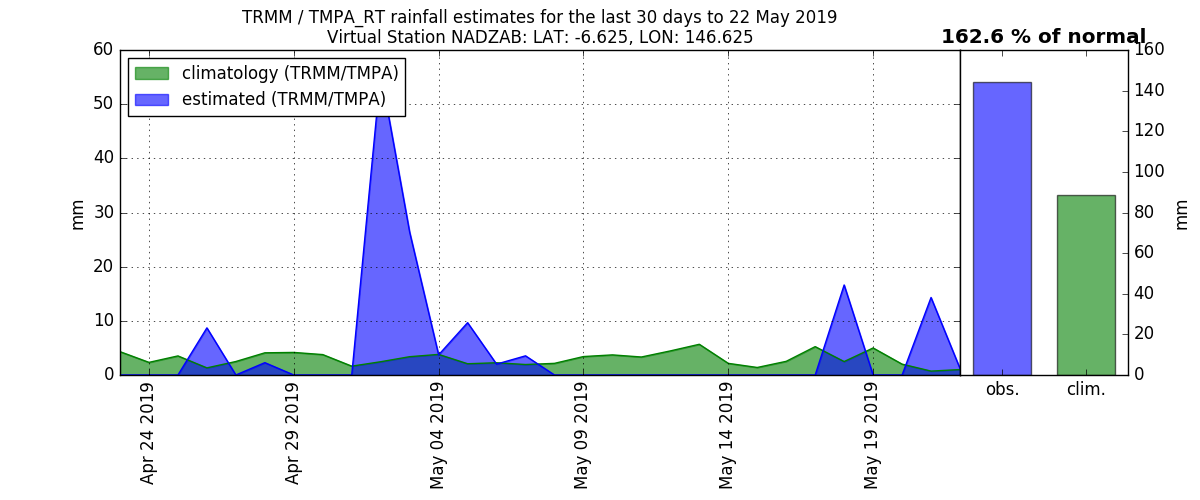 TRMM / TMPA_RT rainfall estimates for the last 30 days to 22 May 2019
Virtual Station NADZAB: LAT: -6.625, LON: 146.625
162.6 % of normal
climatology (TRMM/TMPA)
estimated (TRMM/TMPA)
mm
60
50
40
30
20
10
0
Apr 24 2019
Apr 29 2019
May 04 2019
May 09 2019
May 14 2019
May 19 2019
160
140
120
100
80
60
40
20
0
mm
obs.
clim.